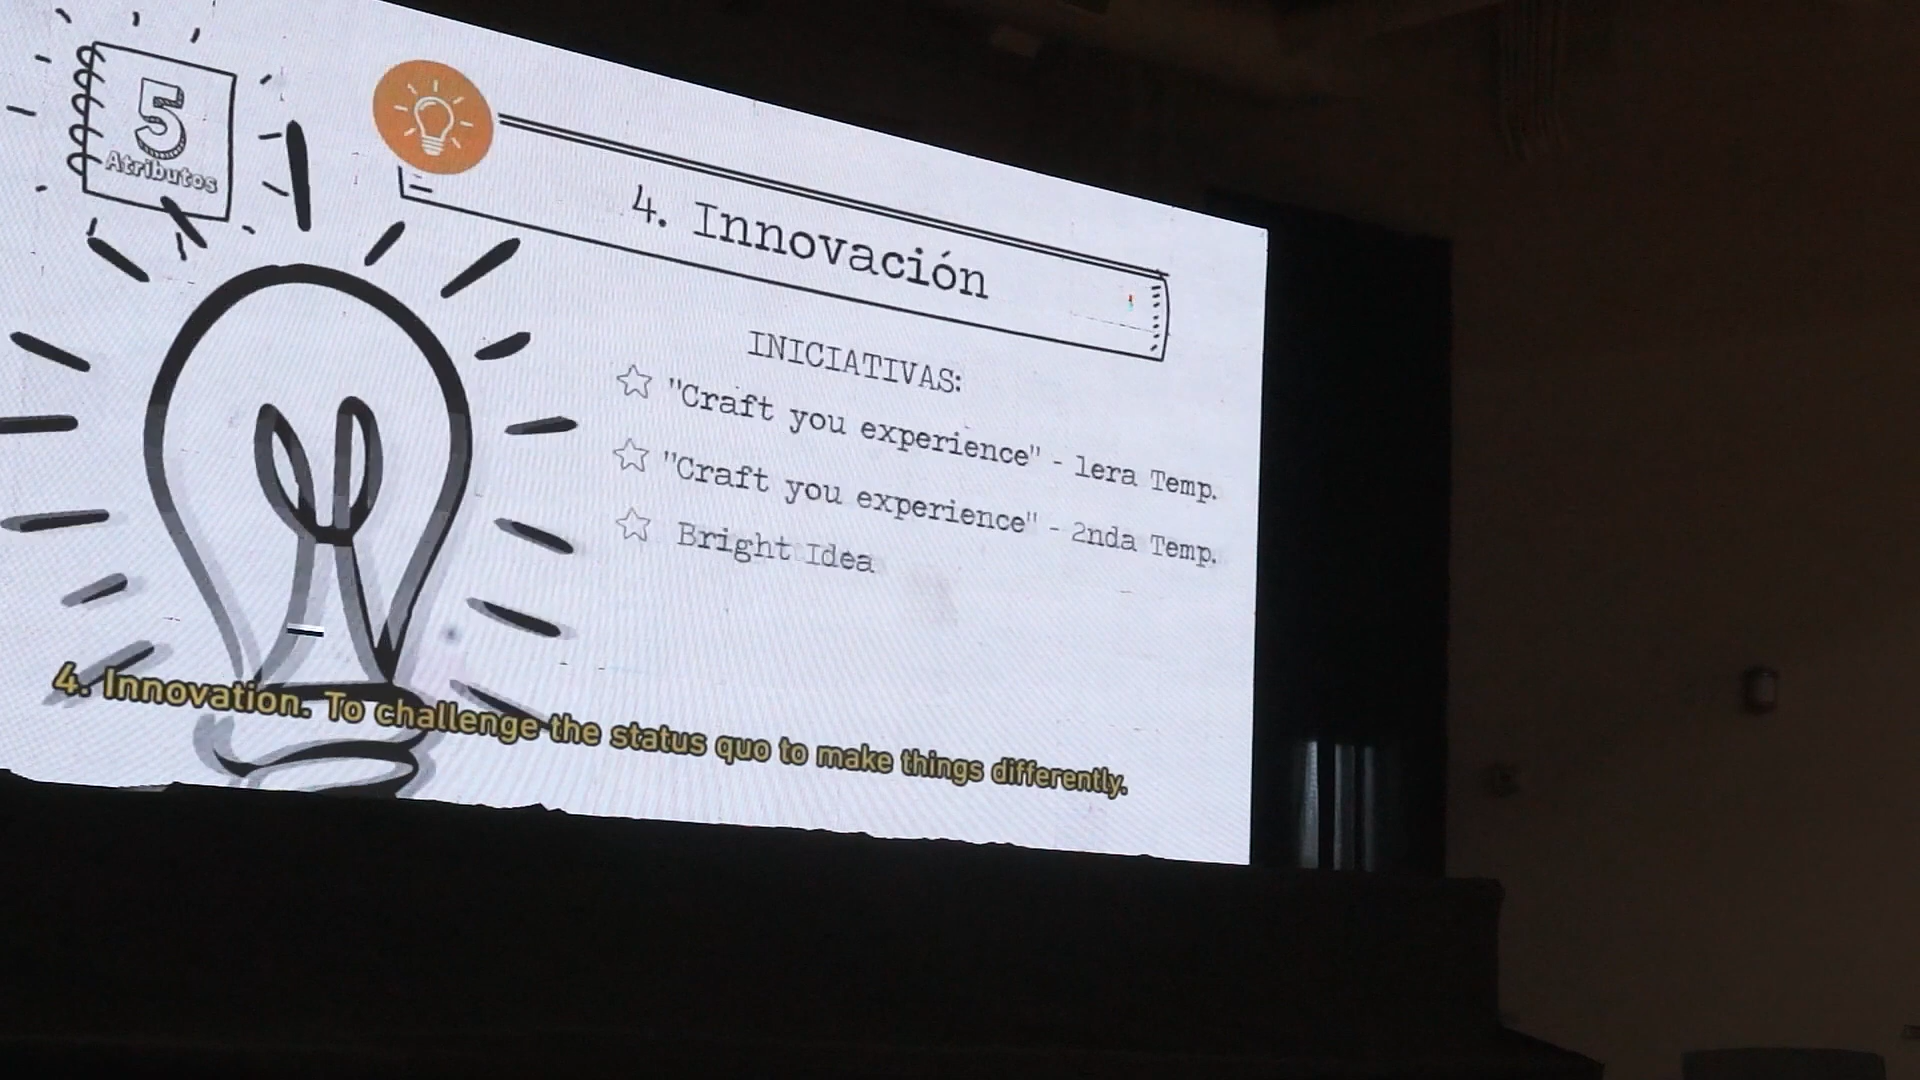 5
Atributos
4. Innovación
INICIATIVAS:
"Craft you experience" - 1era Temp.
"Craft you experience" - 2nda Temp.
Bright Idea
4. Innovation. To challenge the status quo to make things differently.